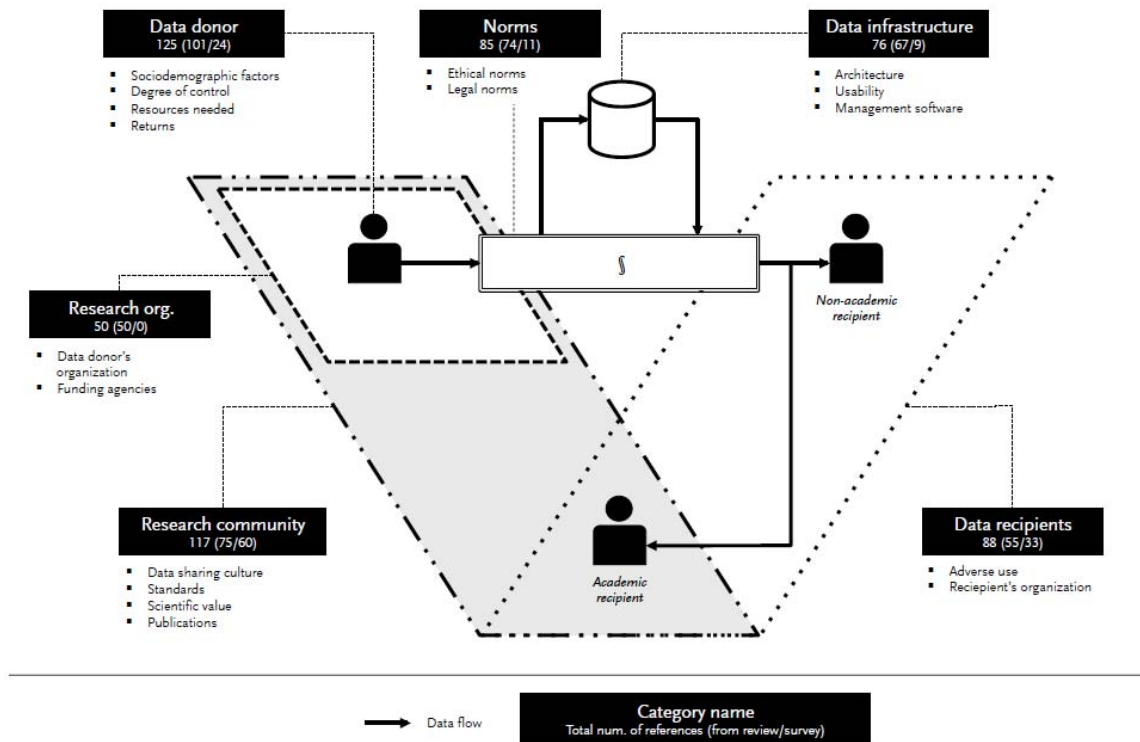 Data donor
125 (101/24)
▪ Sociodemographic factors
▪ Degree of control
▪ Resources needed
▪ Returns
Norms
85 (74/11)
▪ Ethical norms
▪ Legal norms
Data infrastructure
76 (67/9)
▪ Architecture
▪ Usability
▪ Management software
§
Non-academic
recipient
Research org.
50 (50/0)
▪ Data donor's
organization
▪ Funding agencies
Research community
117 (75/60)
▪ Data sharing culture
▪ Standards
▪ Scientific value
▪ Publications
Academic
recipient
Data recipients
88 (55/33)
▪ Adverse use
▪ Reciepient's organization
Data flow
Category name
Total num. of references (from review/survey)